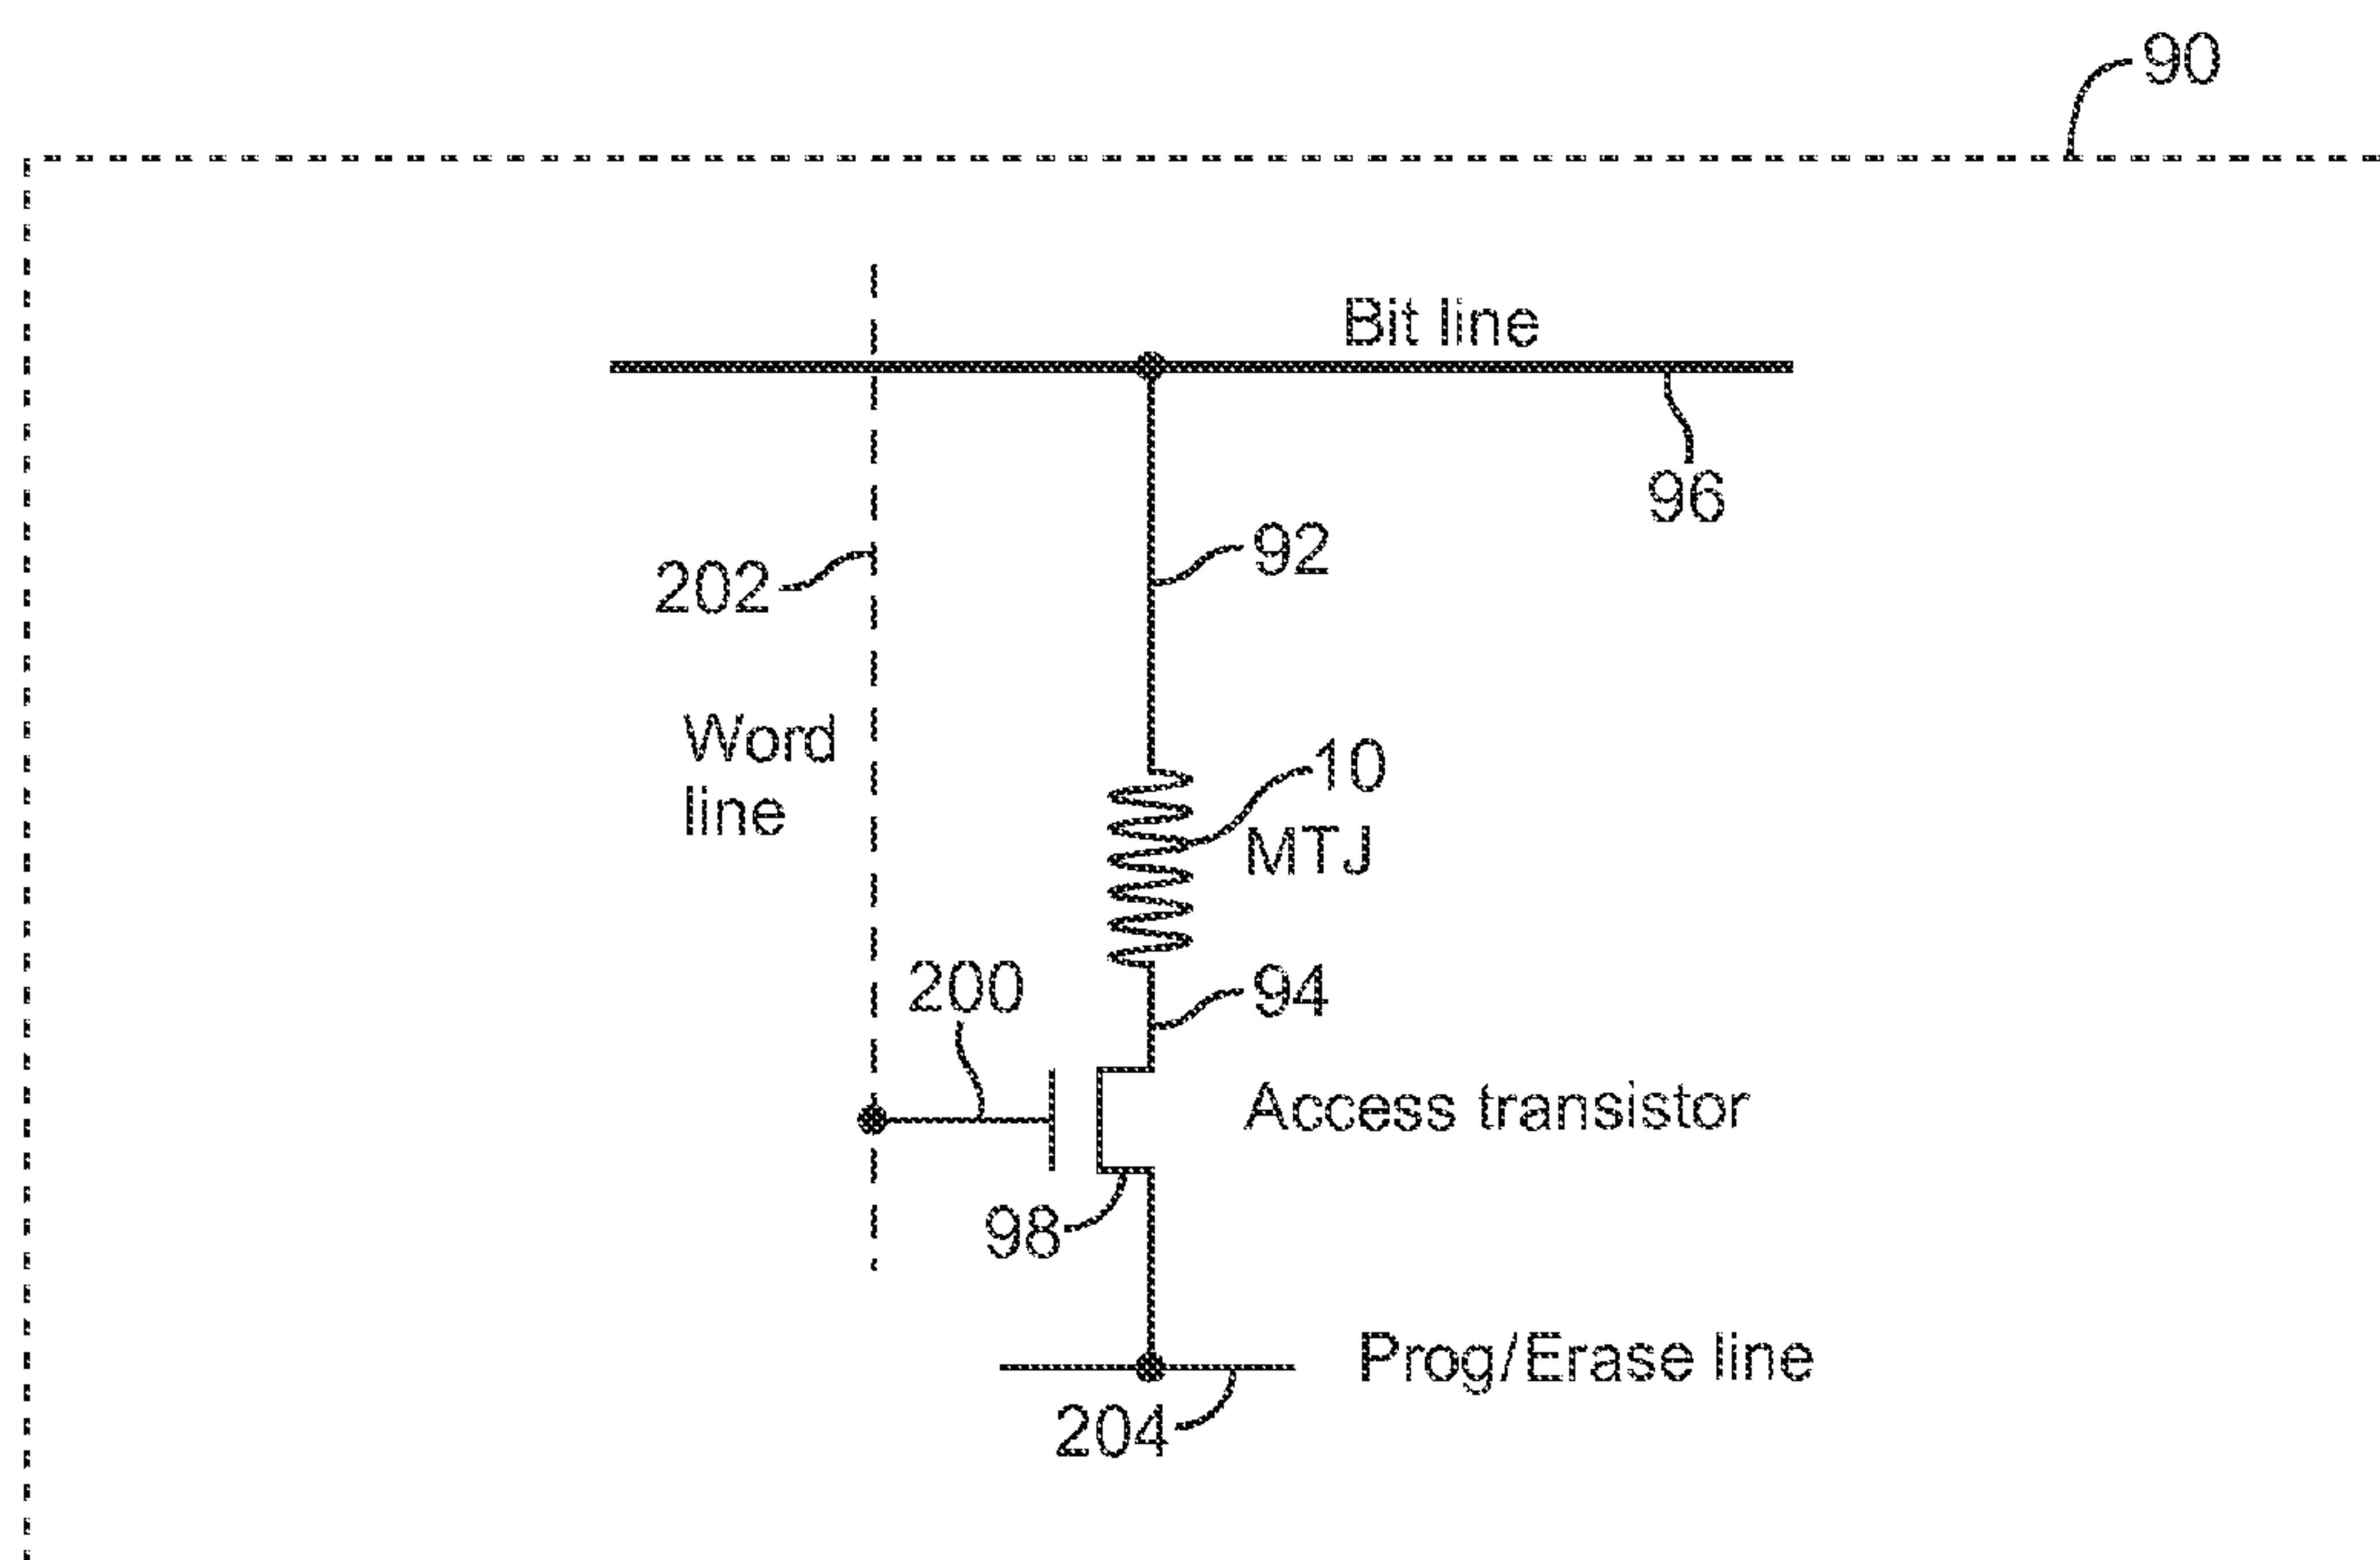 90
Bit line
96
92
202
Word
line
10
MTJ
200
94
Access transistor
98
Prog/Erase line
204